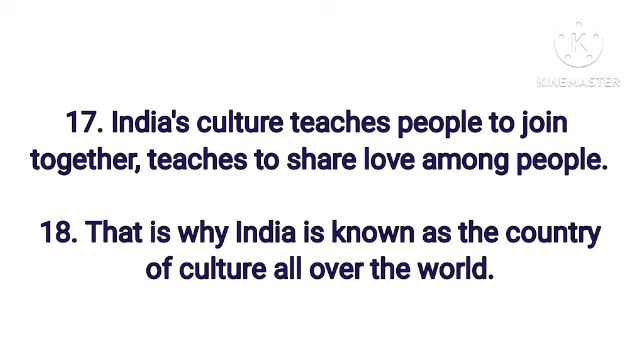 K
KINEMASTER
17. India's culture teaches people to join
together, teaches to share love among people.
18. That is why India is known as the country
of culture all over the world.